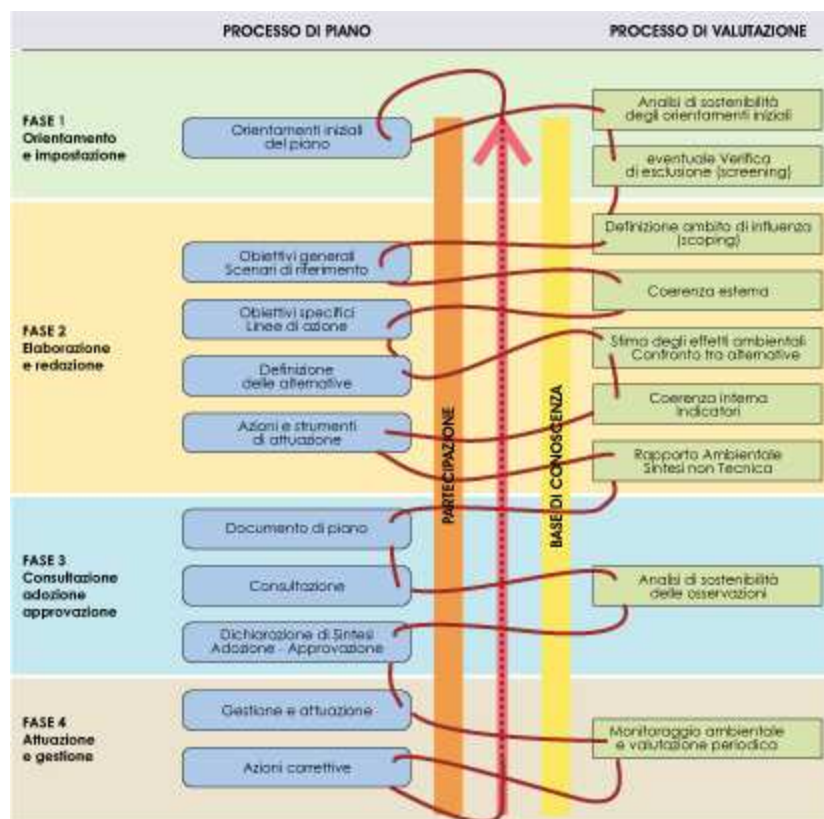 PROCESSO DI PIANO
PROCESSO DI VALUTAZIONE
FASE 1
Orientamento
e impostazione
Orientamenti iniziali
del piano
Analisi di sostenibilità
degli orientamenti iniziali
eventuale Verifica
di esclusione (screening)
FASE 2
Elaborazione
e redazione
Definizione ambito di influenza
(scoping)
Obiettivi generali
Scenari di riferimento
Coerenza esterna
Obiettivi specifici
Linee di azione
Stima degli effetti ambientali
Confronto tra alternative
Definizione
delle alternative
Coerenza interna
Indicatori
Azioni e strumenti
di attuazione
Rapporto Ambientale
Sintesi non Tecnica
PARTECIPAZIONE
BASE DI CONOSCENZA
FASE 3
Consultazione
adozione
approvazione
Documento di piano
Consultazione
Analisi di sostenibilità
delle osservazioni
Dichiarazione di Sintesi
Adozione - Approvazione
FASE 4
Attuazione
e gestione
Gestione e attuazione
Monitoraggio ambientale
e valutazione periodica
Azioni correttive